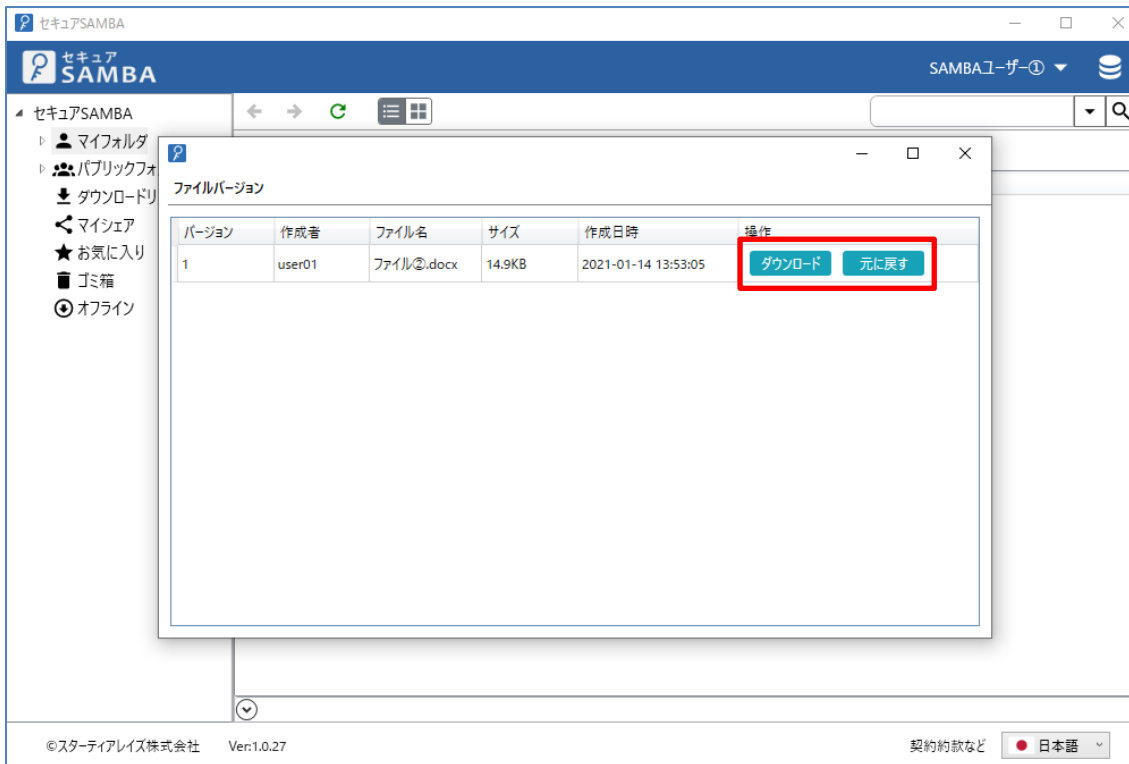 セキュアSAMBA
セキュア
SAMBA
SAMBAユーザー①
セキュアSAMBA
マイフォルダ
パブリックフォ
ダウンロードリ
マイシェア
お気に入り
ゴミ箱
オフライン
ファイルバージョン
バージョン 作成者 ファイル名 サイズ 作成日時 操作
1 user01 ファイル②.docx 14.9KB 2021-01-14 13:53:05 ダウンロード 元に戻す
©スターティアレイズ株式会社 Ver:1.0.27 契約約款など 日本語